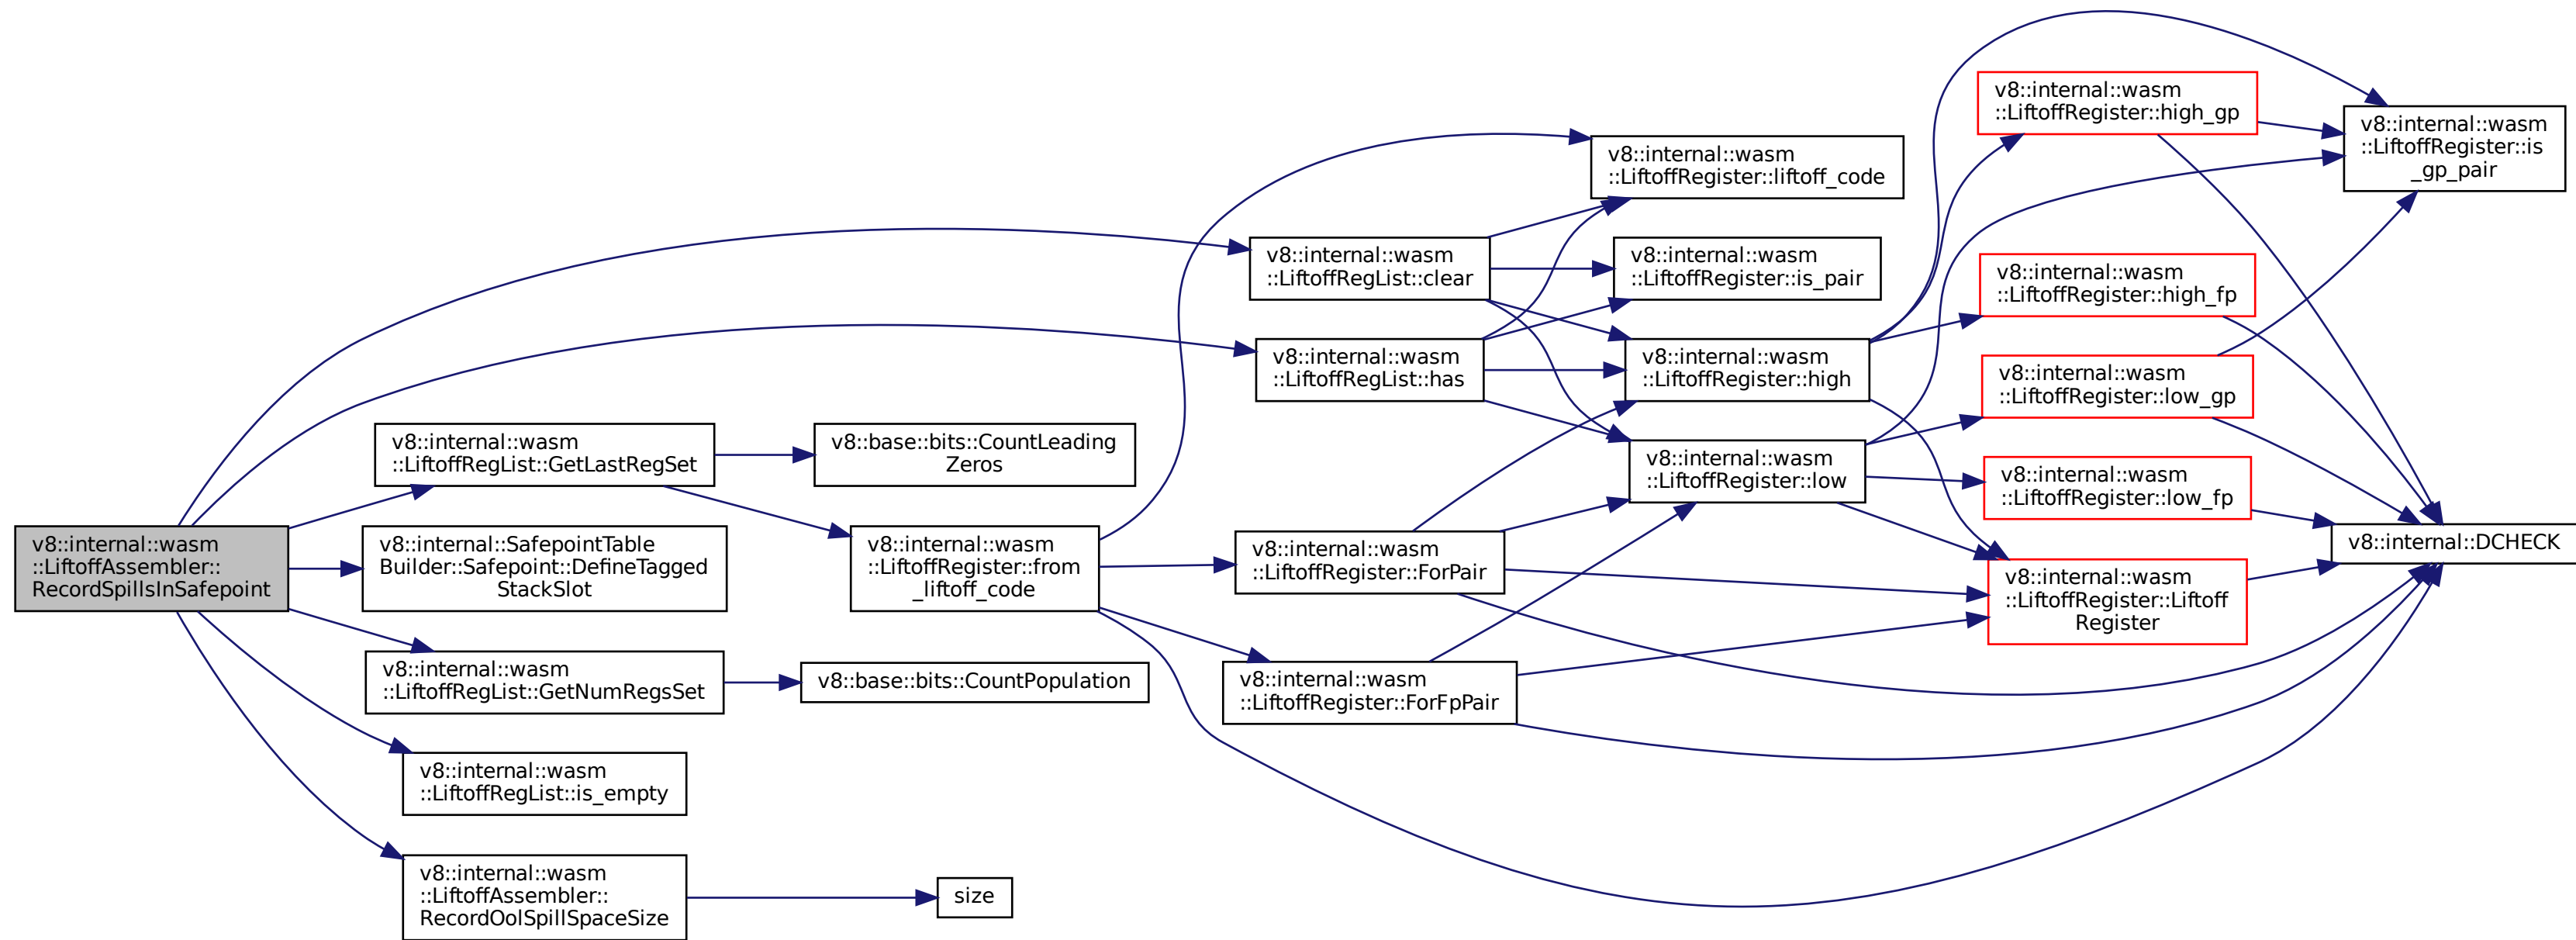 v8::internal::wasm
::LiftoffAssembler::
RecordSpillsInSafepoint
v8::internal::wasm
::LiftoffRegList::GetLastRegSet
v8::internal::SafepointTable
Builder::Safepoint::DefineTagged
StackSlot
v8::internal::wasm
::LiftoffRegList::GetNumRegsSet
v8::internal::wasm
::LiftoffRegList::is_empty
v8::internal::wasm
::LiftoffAssembler::
RecordOolSpillSpaceSize
v8::base::bits::CountLeading
Zeros
v8::internal::wasm
::LiftoffRegister::from
_liftoff_code
v8::base::bits::CountPopulation
size
v8::internal::wasm
::LiftoffRegList::clear
v8::internal::wasm
::LiftoffRegList::has
v8::internal::wasm
::LiftoffRegister::ForPair
v8::internal::wasm
::LiftoffRegister::ForFpPair
v8::internal::wasm
::LiftoffRegister::liftoff_code
v8::internal::wasm
::LiftoffRegister::is_pair
v8::internal::wasm
::LiftoffRegister::high
v8::internal::wasm
::LiftoffRegister::low
v8::internal::wasm
::LiftoffRegister::high_gp
v8::internal::wasm
::LiftoffRegister::high_fp
v8::internal::wasm
::LiftoffRegister::low_gp
v8::internal::wasm
::LiftoffRegister::low_fp
v8::internal::wasm
::LiftoffRegister::Liftoff
Register
v8::internal::wasm
::LiftoffRegister::is
_gp_pair
v8::internal::DCHECK